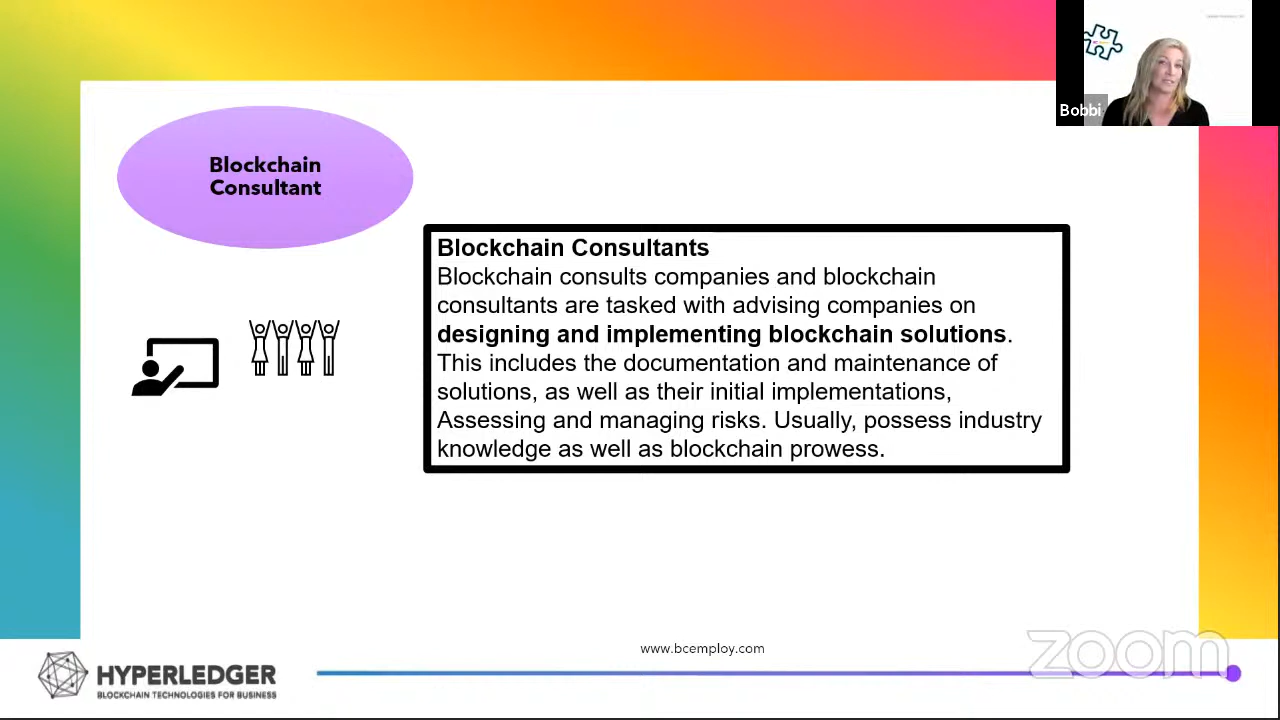 Bobbi
Blockchain
Consultant
Blockchain Consultants
Blockchain consults companies and blockchain
consultants are tasked with advising companies on
designing and implementing blockchain solutions.
This includes the documentation and maintenance of
solutions, as well as their initial implementations,
Assessing and managing risks. Usually, possess industry
knowledge as well as blockchain prowess.
www.bcemploy.com
HYPERLEDGER
BLOCKCHAIN TECHNOLOGIES FOR BUSINESS
zoom